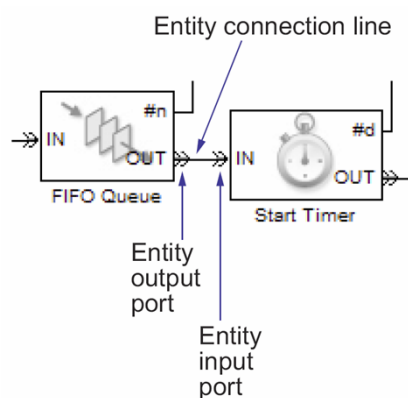 Entity connection line
#n
IN
OUT
FIFO Queue
#d
IN
OUT
Start Timer
Entity
output
port
Entity
input
port